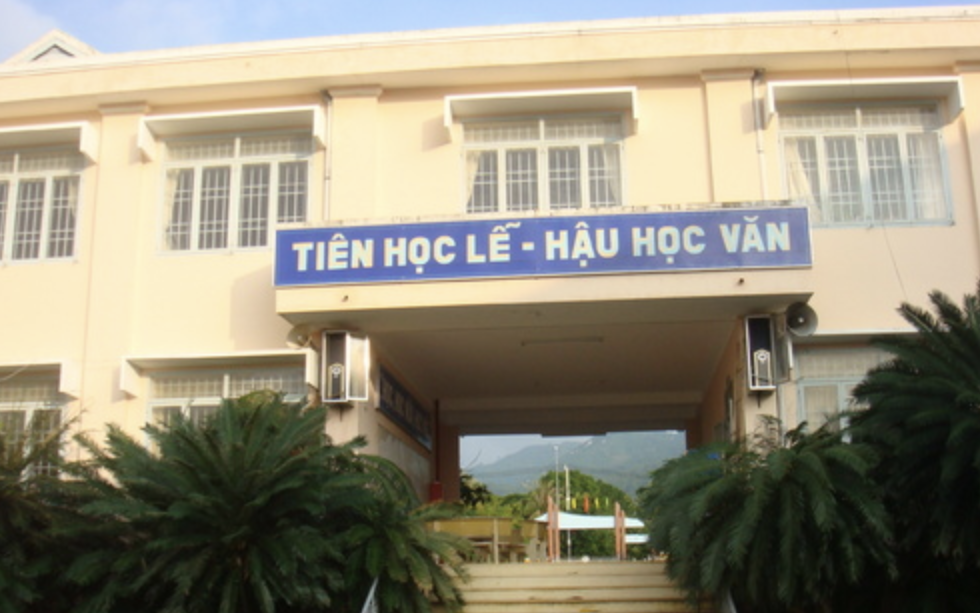 TIÊN HỌC LỄ - HẬU HỌC VĂN